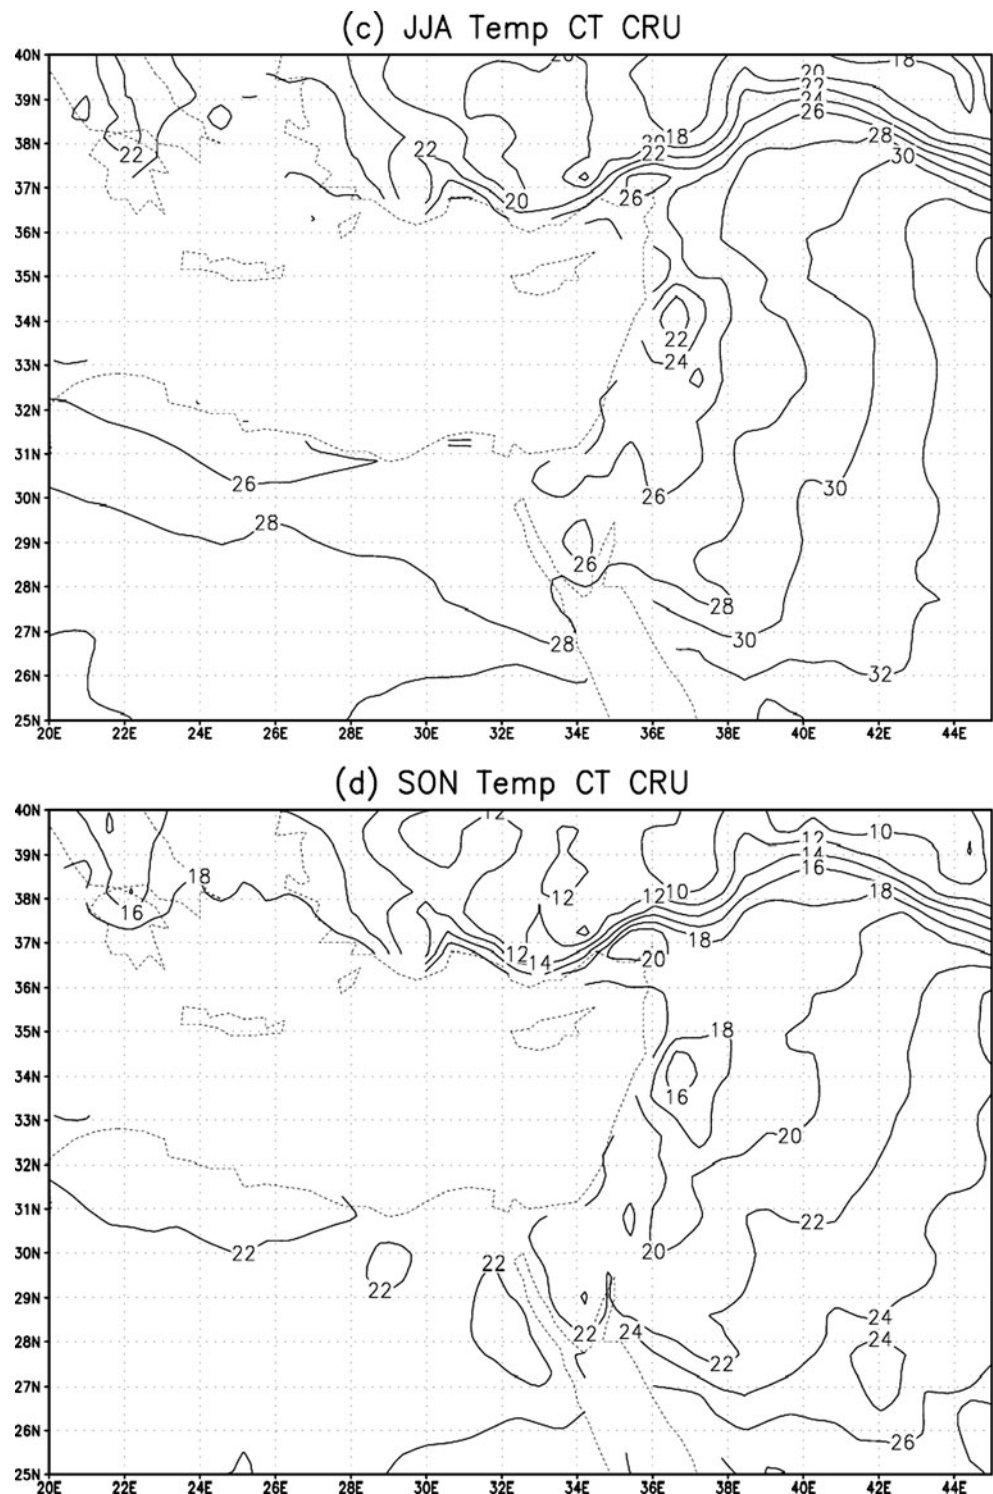 (c) JJA Temp CT CRU
40N
20
18
20
39N
22
24
26
38N
20 18
28
22 22 22
30
37N
26
20
36N
35N
34N
22
33N
24
32N
31N
26 26 30
30N
28
29N
26
28N
28
27N
28 30
26N
32
25N
20E 22E 24E 26E 28E 30E 32E 34E 36E 38E 40E 42E 44E
(d) SON Temp CT CRU
40N
12
10
12
39N
14
16
18
12 12 10 18
38N
16
18
37N
12 14 20
36N
35N
18
34N
16
33N
20
32N
31N
22
22 20
30N
22
22
29N
24
22 24
28N
24
22
27N
26N
26
25N
20E 22E 24E 26E 28E 30E 32E 34E 36E 38E 40E 42E 44E